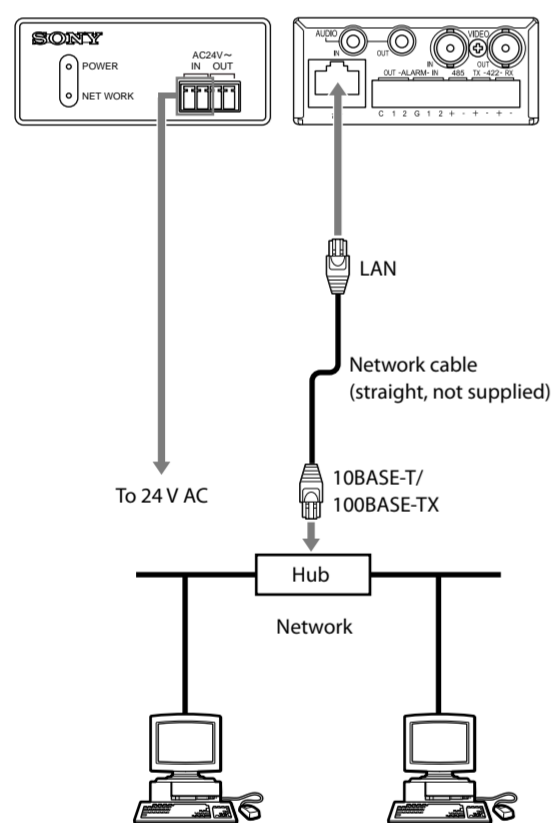 SONY
POWER
NET WORK
AC24V～
IN OUT
AUDIO
IN
OUT
VIDEO
IN
OUT
OUT -ALARM- IN 485 TX -422- RX
C 1 2 G 1 2 + - + - + -
LAN
Network cable
(straight, not supplied)
10BASE-T/
100BASE-TX
To 24 V AC
Hub
Network